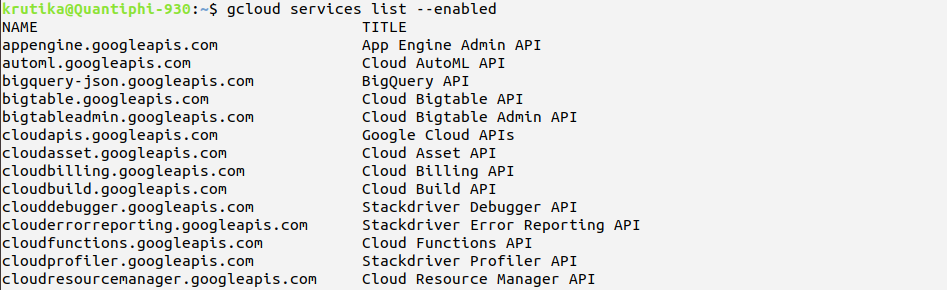 krutika@Quantiphi-930:~$ gcloud services list --enabled
NAME TITLE
appengine.googleapis.com App Engine Admin API
automl.googleapis.com Cloud AutoML API
bigquery-json.googleapis.com BigQuery API
bigtable.googleapis.com Cloud Bigtable API
bigtableadmin.googleapis.com Cloud Bigtable Admin API
cloudapis.googleapis.com Google Cloud APIs
cloudasset.googleapis.com Cloud Asset API
cloudbilling.googleapis.com Cloud Billing API
cloudbuild.googleapis.com Cloud Build API
clouddebugger.googleapis.com Stackdriver Debugger API
clouderrorreporting.googleapis.com Stackdriver Error Reporting API
cloudfunctions.googleapis.com Cloud Functions API
cloudprofiler.googleapis.com Stackdriver Profiler API
cloudresourcemanager.googleapis.com Cloud Resource Manager API